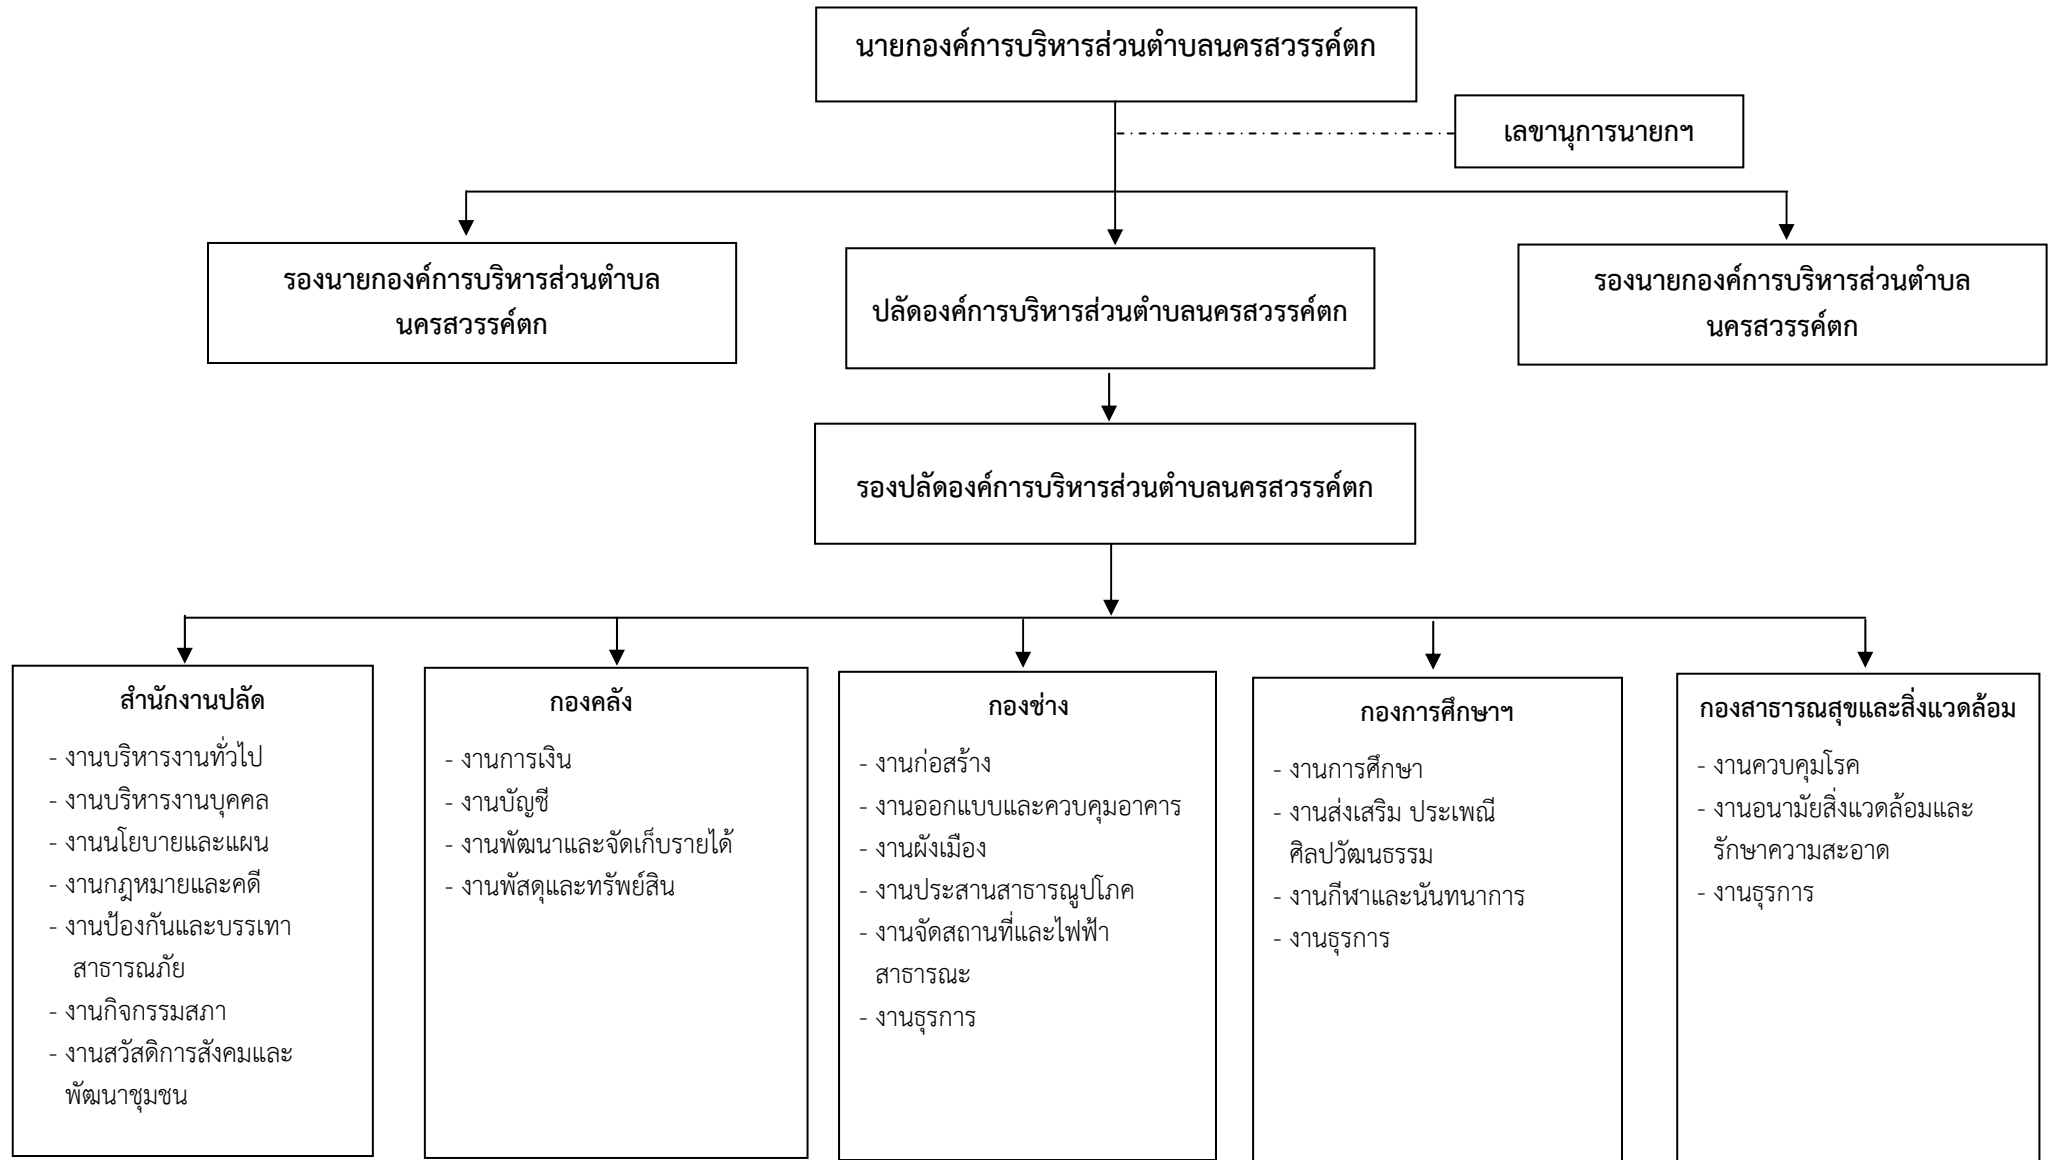 นายกองค์การบริหารส่วนตำบลนครสวรรค์ตก
เลขานุการนายกฯ
รองนายกองค์การบริหารส่วนตำบล
นครสวรรค์ตก
ปลัดองค์การบริหารส่วนตำบลนครสวรรค์ตก
รองนายกองค์การบริหารส่วนตำบล
นครสวรรค์ตก
รองปลัดองค์การบริหารส่วนตำบลนครสวรรค์ตก
สำนักงานปลัด
- งานบริหารงานทั่วไป
- งานบริหารงานบุคคล
- งานนโยบายและแผน
- งานกฎหมายและคดี
- งานป้องกันและบรรเทา
สาธารณภัย
- งานกิจกรรมสภา
- งานสวัสดิการสังคมและ
พัฒนาชุมชน
กองคลัง
- งานการเงิน
- งานบัญชี
- งานพัฒนาและจัดเก็บรายได้
- งานพัสดุและทรัพย์สิน
กองช่าง
- งานก่อสร้าง
- งานออกแบบและควบคุมอาคาร
- งานผังเมือง
- งานประสานสาธารณูปโภค
- งานจัดสถานที่และไฟฟ้า
สาธารณะ
- งานธุรการ
กองการศึกษาฯ
- งานการศึกษา
- งานส่งเสริม ประเพณี
ศิลปวัฒนธรรม
- งานกีฬาและนันทนาการ
- งานธุรการ
กองสาธารณสุขและสิ่งแวดล้อม
- งานควบคุมโรค
- งานอนามัยสิ่งแวดล้อมและ
รักษาความสะอาด
- งานธุรการ